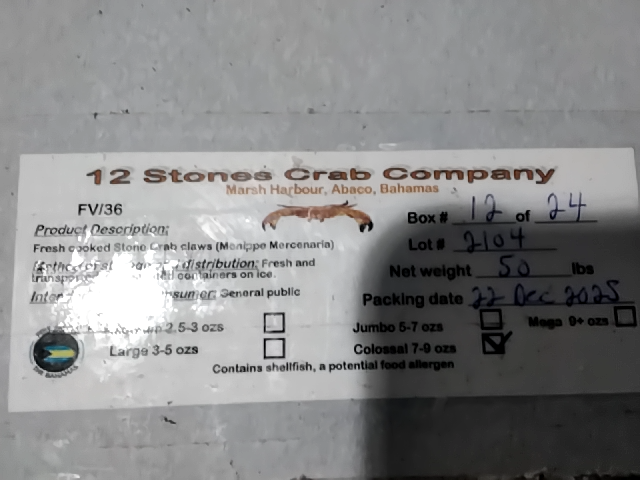 12 Stones Crab Company
Marsh Harbour, Abaco, Bahamas
FV/36
Box # 12 of 24
Product Description:
Lot # 2104
Fresh cooked Stone Crab claws (Menippe Mercenaria)
distribution: Fresh and
Net weight 50 lbs
containers on ice.
General public
Packing date 22 Dec 2025
2.5-3 ozs
Jumbo 5-7 ozs
Mega 9+ ozs
Large 3-5 ozs
Colossal 7-9 ozs
Contains shellfish, a potential food allergen